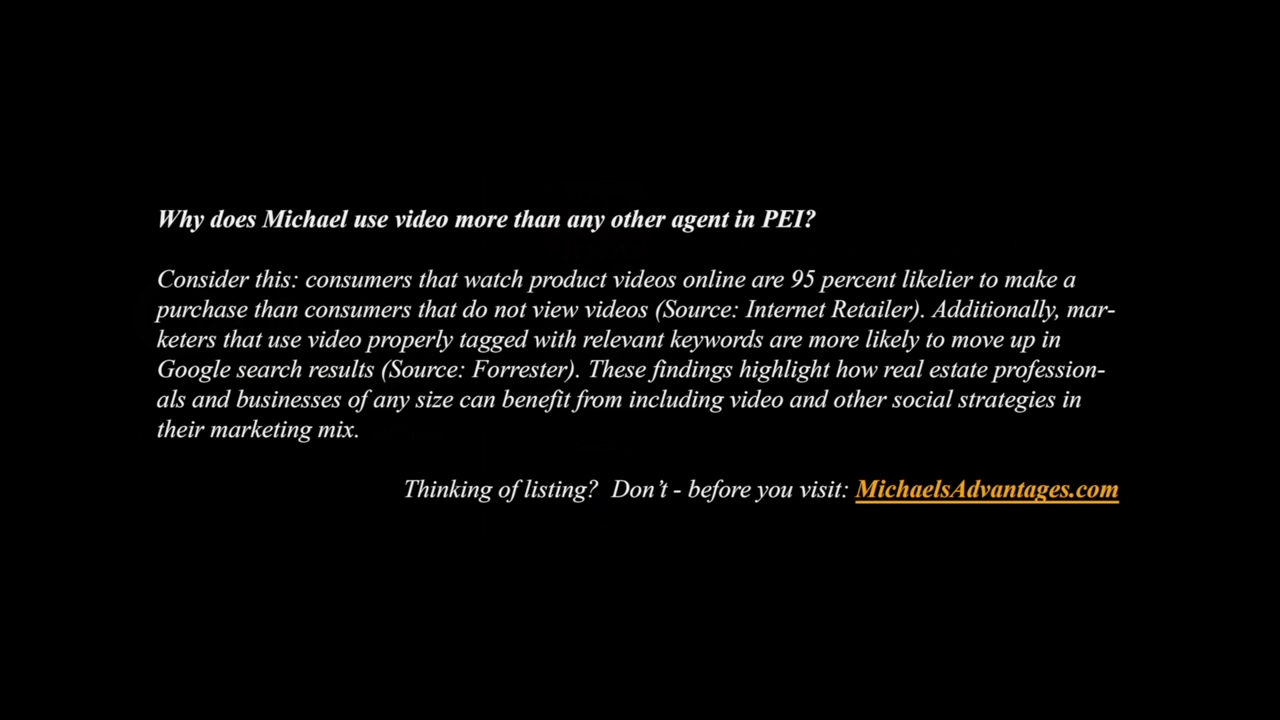 Why does Michael use video more than any other agent in PEI?
Consider this: consumers that watch product videos online are 95 percent likelier to make a
purchase than consumers that do not view videos (Source: Internet Retailer). Additionally, mar-
keters that use video properly tagged with relevant keywords are more likely to move up in
Google search results (Source: Forrester). These findings highlight how real estate profession-
als and businesses of any size can benefit from including video and other social strategies in
their marketing mix.
Thinking of listing?  Don’t - before you visit: MichaelsAdvantages.com